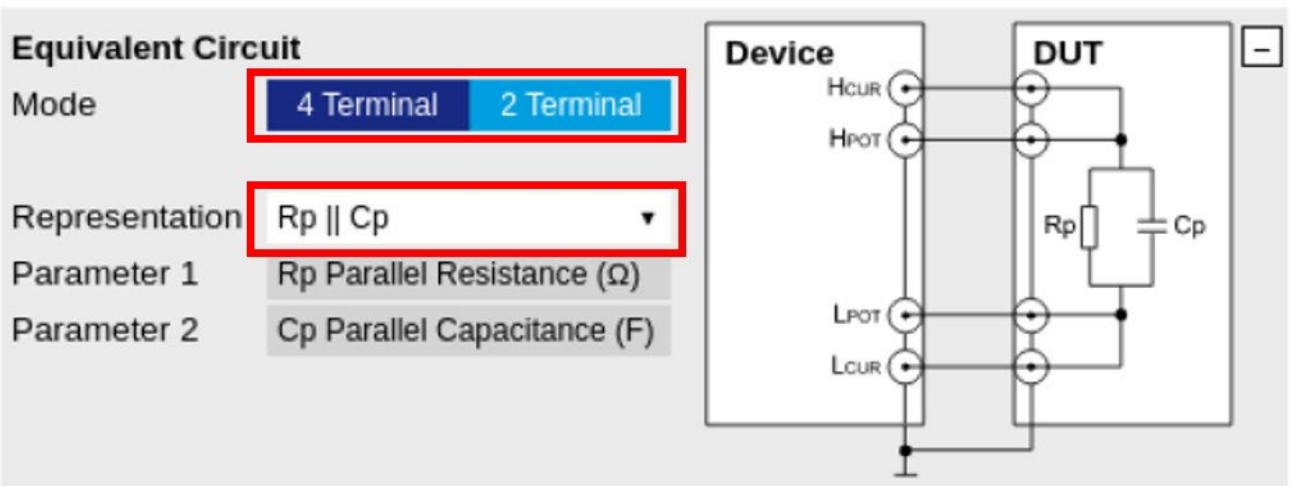 Equivalent Circuit
Mode 4 Terminal 2 Terminal
Representation Rp || Cp ▼
Parameter 1 Rp Parallel Resistance (Ω)
Parameter 2 Cp Parallel Capacitance (F)
Device
HCUR
HPOT
LPOT
LCUR
DUT
Rp
Cp
−